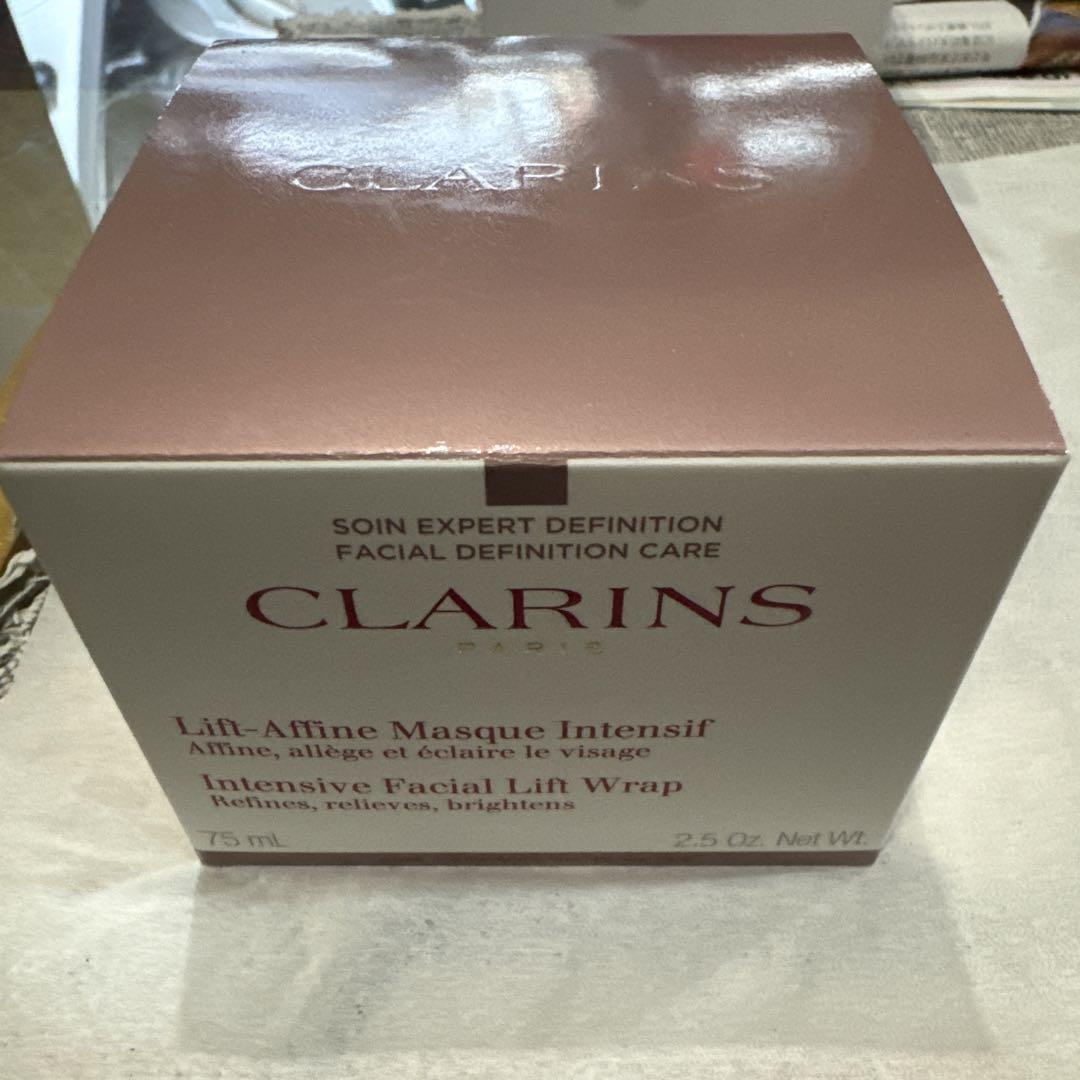 CLARINS
SOIN EXPERT DEFINITION
FACIAL DEFINITION CARE
CLARINS
PARIS
Lift-Affine Masque Intensif
Affine, allège et éclaire le visage
Intensive Facial Lift Wrap
Refines, relieves, brightens
75 mL
2.5 Oz. Net Wt.